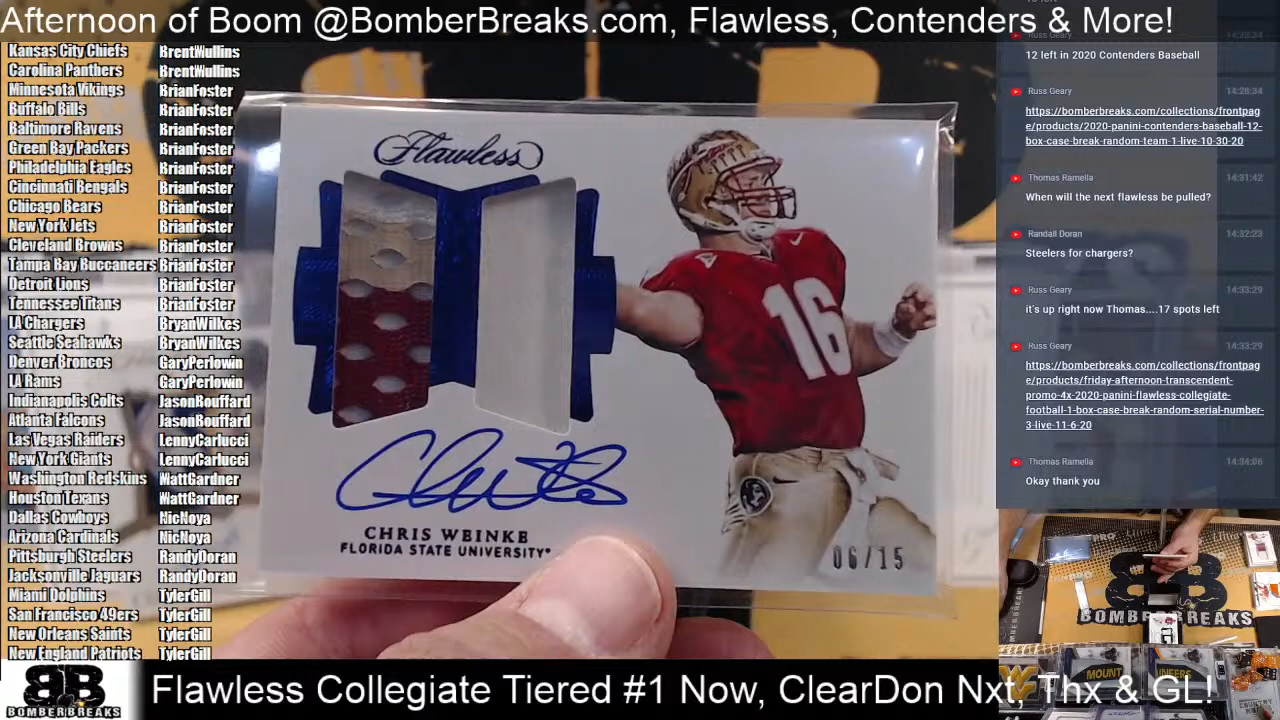 Afternoon of Boom @BomberBreaks.com, Flawless, Contenders & More!
Kansas City Chiefs BrentWullins
Carolina Panthers BrentWullins
Minnesota Vikings BrianFoster
Buffalo Bills BrianFoster
Baltimore Ravens BrianFoster
Green Bay Packers BrianFoster
Philadelphia Eagles BrianFoster
Cincinnati Bengals BrianFoster
Chicago Bears BrianFoster
New York Jets BrianFoster
Cleveland Browns BrianFoster
Tampa Bay Buccaneers BrianFoster
Detroit Lions BrianFoster
Tennessee Titans BrianFoster
LA Chargers BryanWilkes
Seattle Seahawks BryanWilkes
Denver Broncos GaryPerlowin
LA Rams GaryPerlowin
Indianapolis Colts JasonBouffard
Atlanta Falcons JasonBouffard
Las Vegas Raiders LennyCarlucci
New York Giants LennyCarlucci
Washington Redskins MattGardner
Houston Texans MattGardner
Dallas Cowboys NicNoya
Arizona Cardinals NicNoya
Pittsburgh Steelers RandyDoran
Jacksonville Jaguars RandyDoran
Miami Dolphins TylerGill
San Francisco 49ers TylerGill
New Orleans Saints TylerGill
New England Patriots TylerGill
Flawless
16
CHRIS WEINKE
FLORIDA STATE UNIVERSITY
06/15
Russ Geary
12 left in 2020 Contenders Baseball
Russ Geary 14:28:34
https://bomberbreaks.com/collections/frontpag
e/products/2020-panini-contenders-baseball-12-
box-case-break-random-team-1-live-10-30-20
Thomas Ramella 14:31:42
When will the next flawless be pulled?
Randall Doran 14:32:23
Steelers for chargers?
Russ Geary 14:33:29
it's up right now Thomas....17 spots left
Russ Geary 14:33:29
https://bomberbreaks.com/collections/frontpag
e/products/friday-afternoon-transcendent-
promo-4x-2020-panini-flawless-collegiate-
football-1-box-case-break-random-serial-number-
3-live-11-6-20
Thomas Ramella 14:34:06
Okay thank you
BB
BOMBERBREAKS
MOUNT
BB
BOMBERBREAKS
Flawless Collegiate Tiered #1 Now, ClearDon Nxt, Thx & GL!